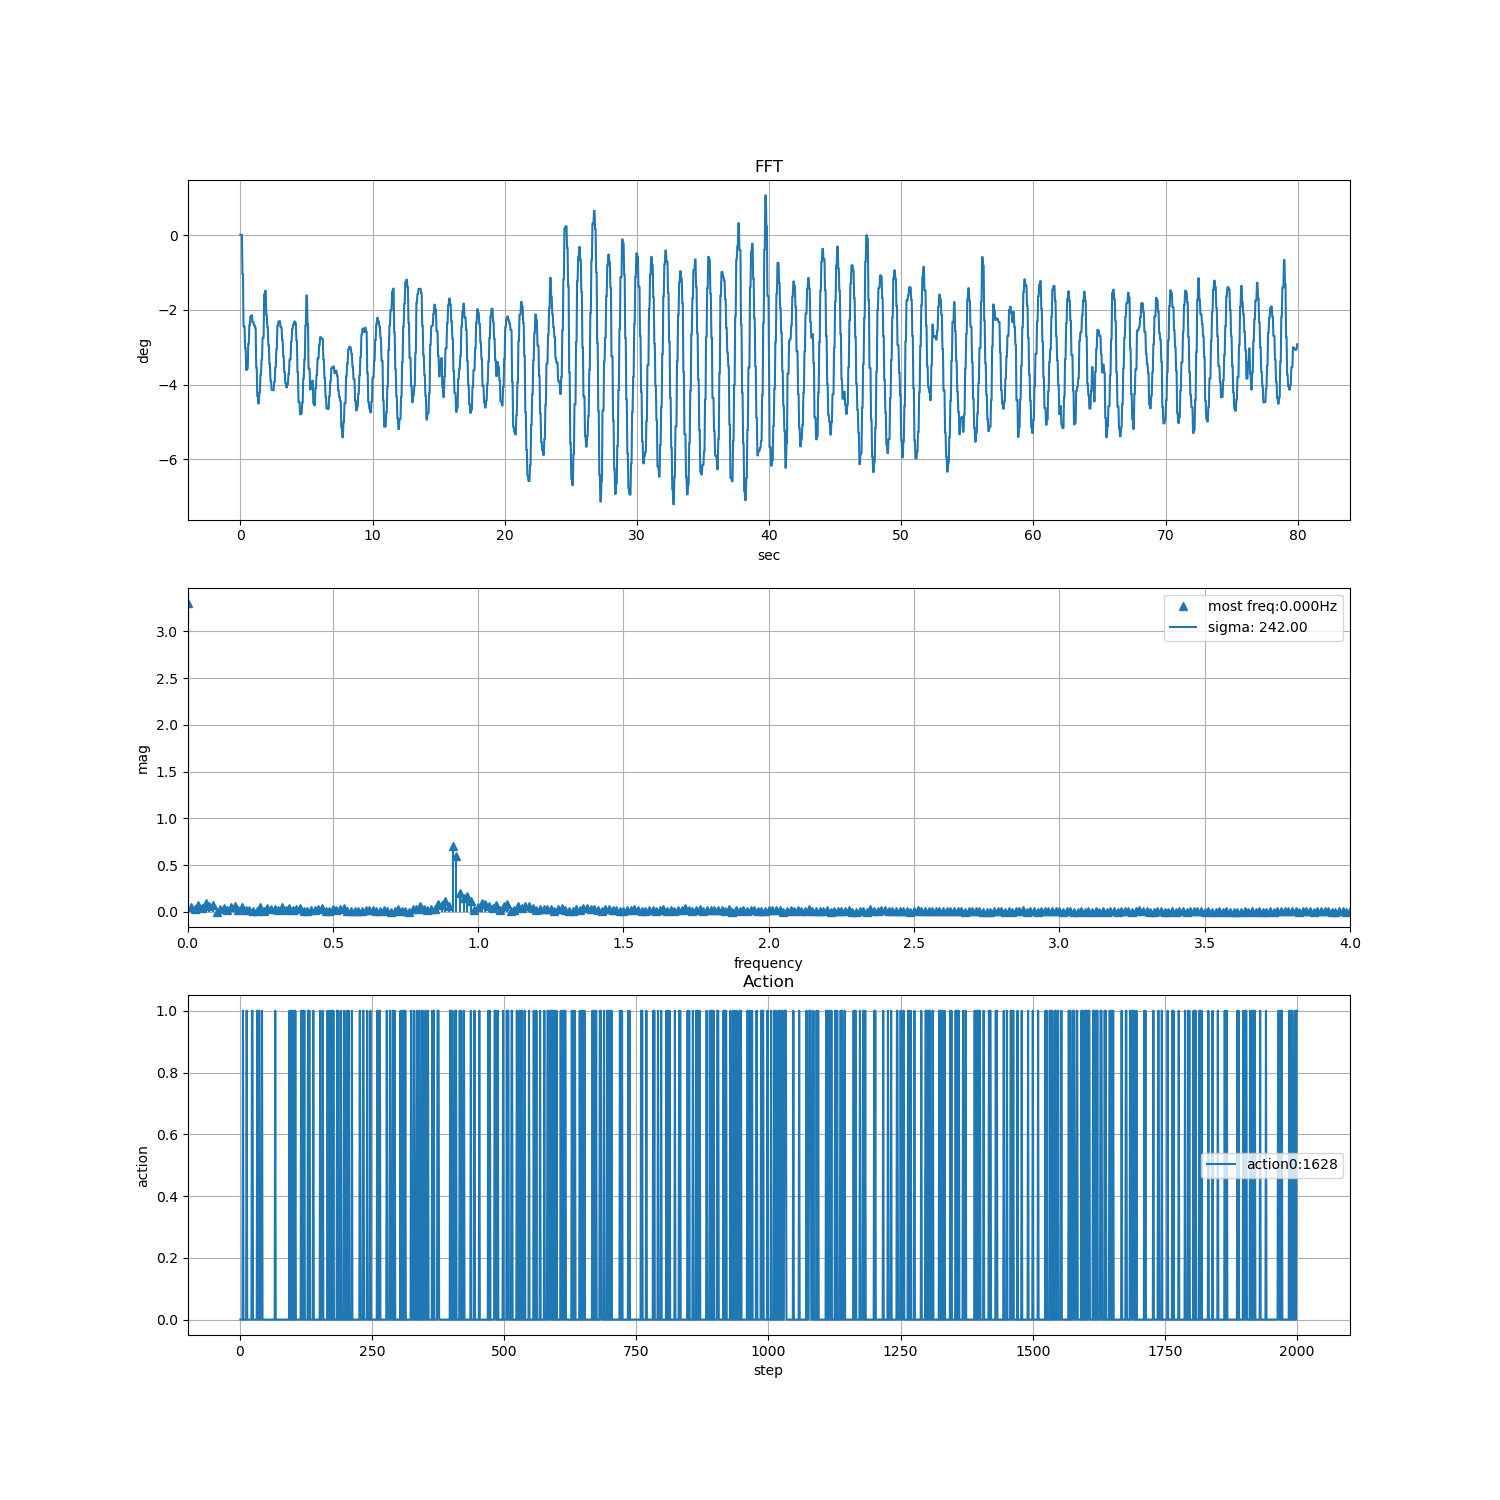 FFT
0
−2
−4
−6
deg
0 10 20 30 40 50 60 70 80
sec
most freq:0.000Hz
sigma: 242.00
3.0
2.5
2.0
1.5
1.0
0.5
0.0
mag
0.0 0.5 1.0 1.5 2.0 2.5 3.0 3.5 4.0
frequency
Action
1.0
0.8
0.6
0.4
0.2
0.0
action
action0:1628
0 250 500 750 1000 1250 1500 1750 2000
step